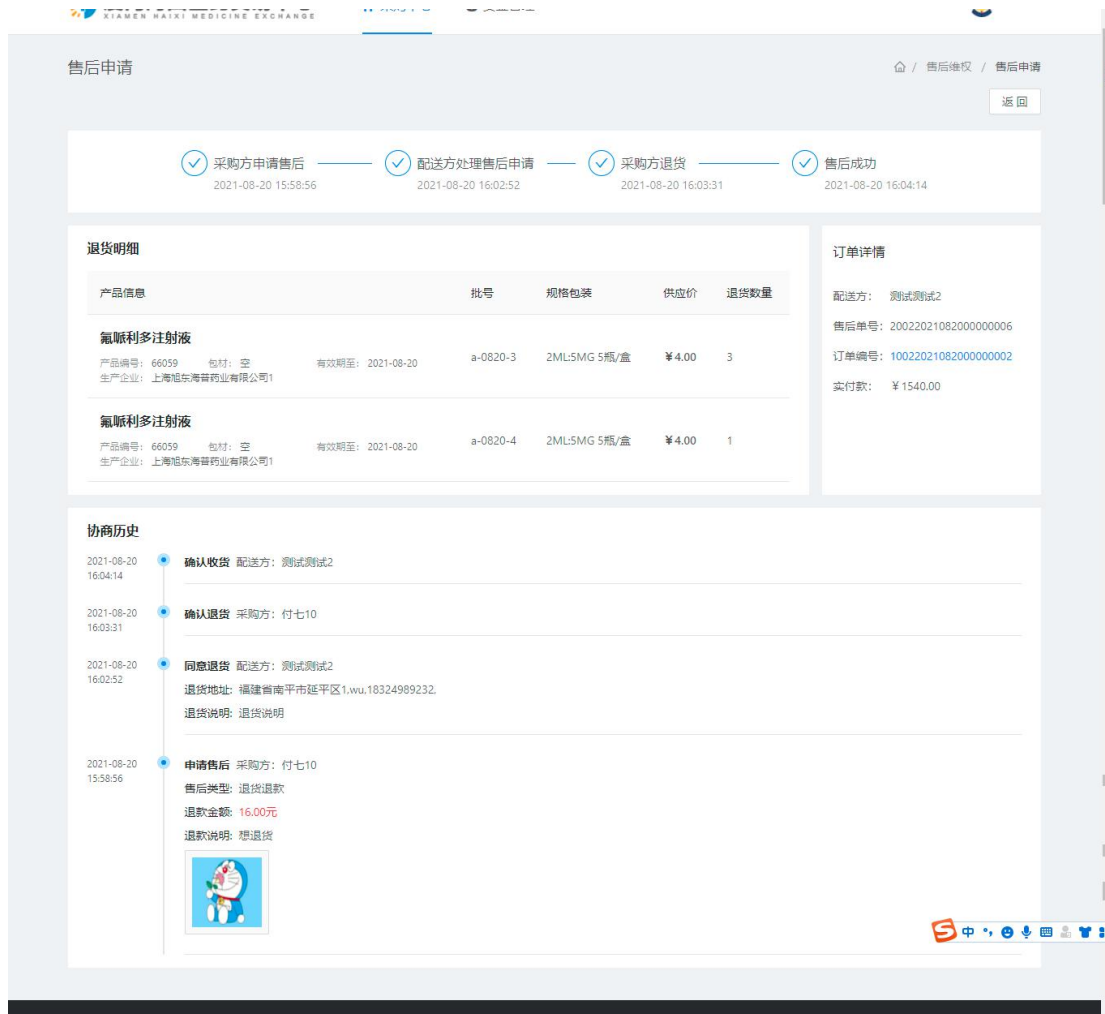 XIAMEN HAIXI MEDICINE EXCHANGE
售后申请
/ 售后维权 / 售后申请
返 回
采购方申请售后
2021-08-20 15:58:56
配送方处理售后申请
2021-08-20 16:02:52
采购方退货
2021-08-20 16:03:31
售后成功
2021-08-20 16:04:14
退货明细
产品信息 批号 规格包装 供应价 退货数量
氟哌利多注射液
产品编号: 66059 包材: 空 有效期至: 2021-08-20
生产企业: 上海旭东海普药业有限公司1
a-0820-3 2ML:5MG 5瓶/盒 ¥4.00 3
氟哌利多注射液
产品编号: 66059 包材: 空 有效期至: 2021-08-20
生产企业: 上海旭东海普药业有限公司1
a-0820-4 2ML:5MG 5瓶/盒 ¥4.00 1
订单详情
配送方: 测试测试2
售后单号: 20022021082000000006
订单编号: 10022021082000000002
实付款: ¥ 1540.00
协商历史
2021-08-20
16:04:14
确认收货 配送方: 测试测试2
2021-08-20
16:03:31
确认退货 采购方: 付七10
2021-08-20
16:02:52
同意退货 配送方: 测试测试2
退货地址: 福建省南平市延平区1,wu,18324989232,
退货说明: 退货说明
2021-08-20
15:58:56
申请售后 采购方: 付七10
售后类型: 退货退款
退款金额: 16.00元
退款说明: 想退货
中